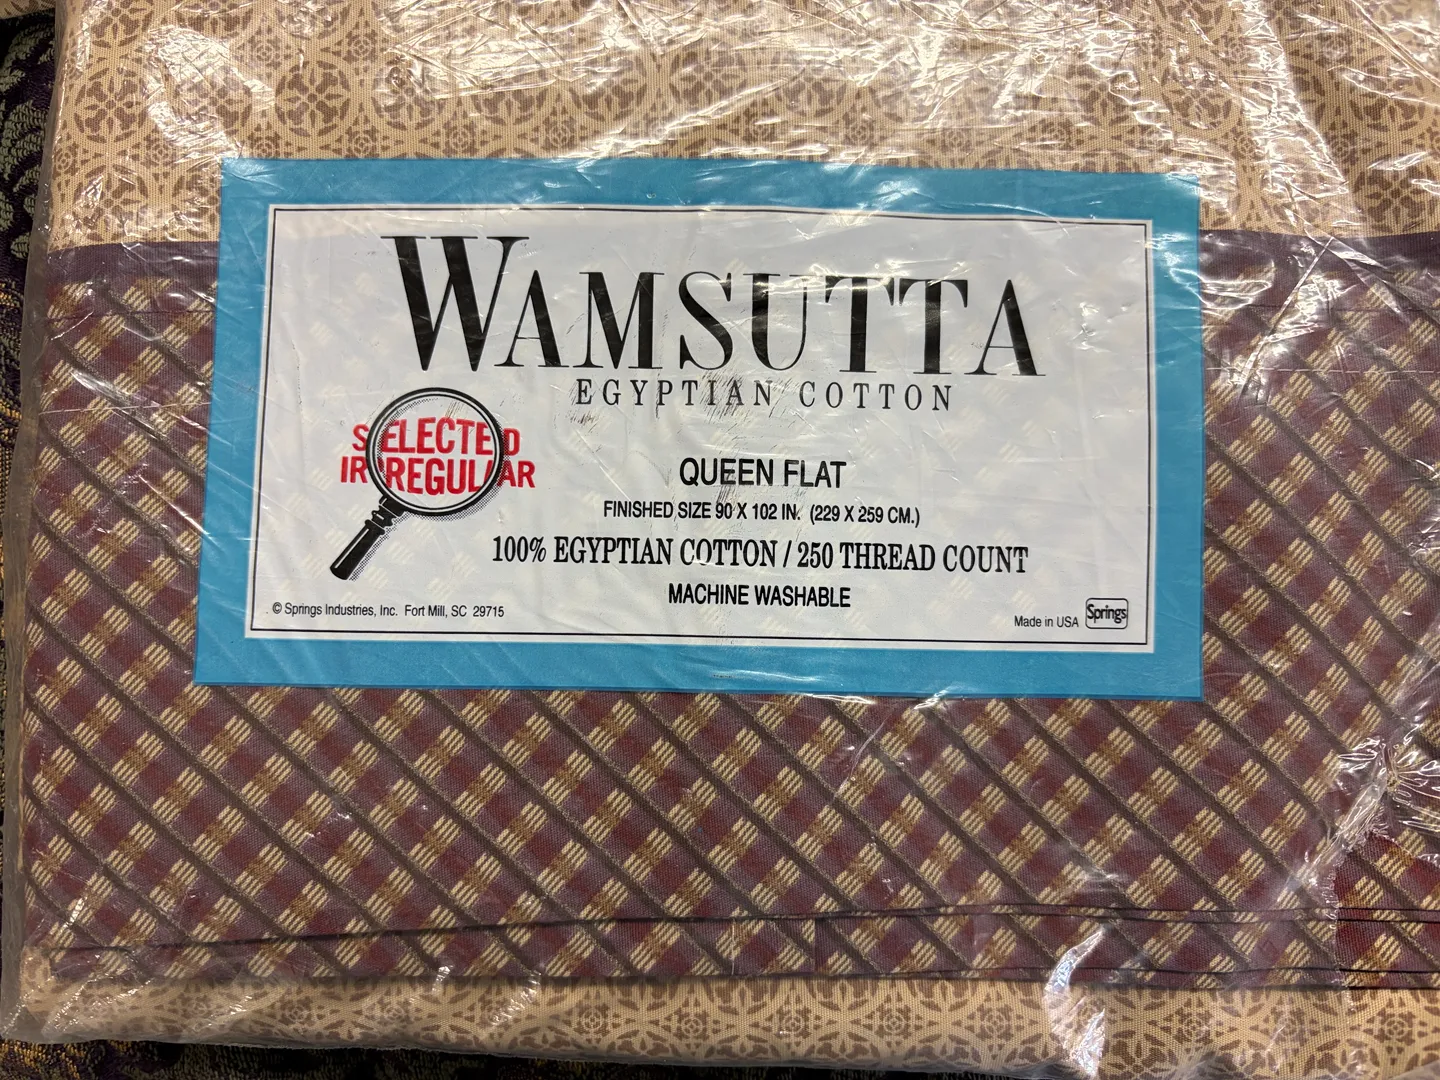 WAMSUTTA
EGYPTIAN COTTON
SELECTED
IRREGULAR
QUEEN FLAT
FINISHED SIZE 90 X 102 IN. (229 X 259 CM.)
100% EGYPTIAN COTTON / 250 THREAD COUNT
MACHINE WASHABLE
© Springs Industries, Inc. Fort Mill, SC 29715
Made in USA Springs